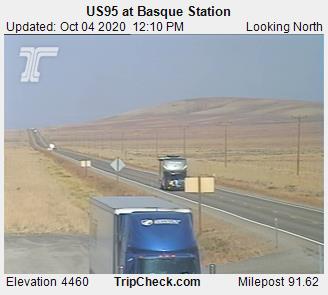 US95 at Basque Station
Updated: Oct 04 2020 12:10 PM Looking North
Elevation 4460 TripCheck.com Milepost 91.62